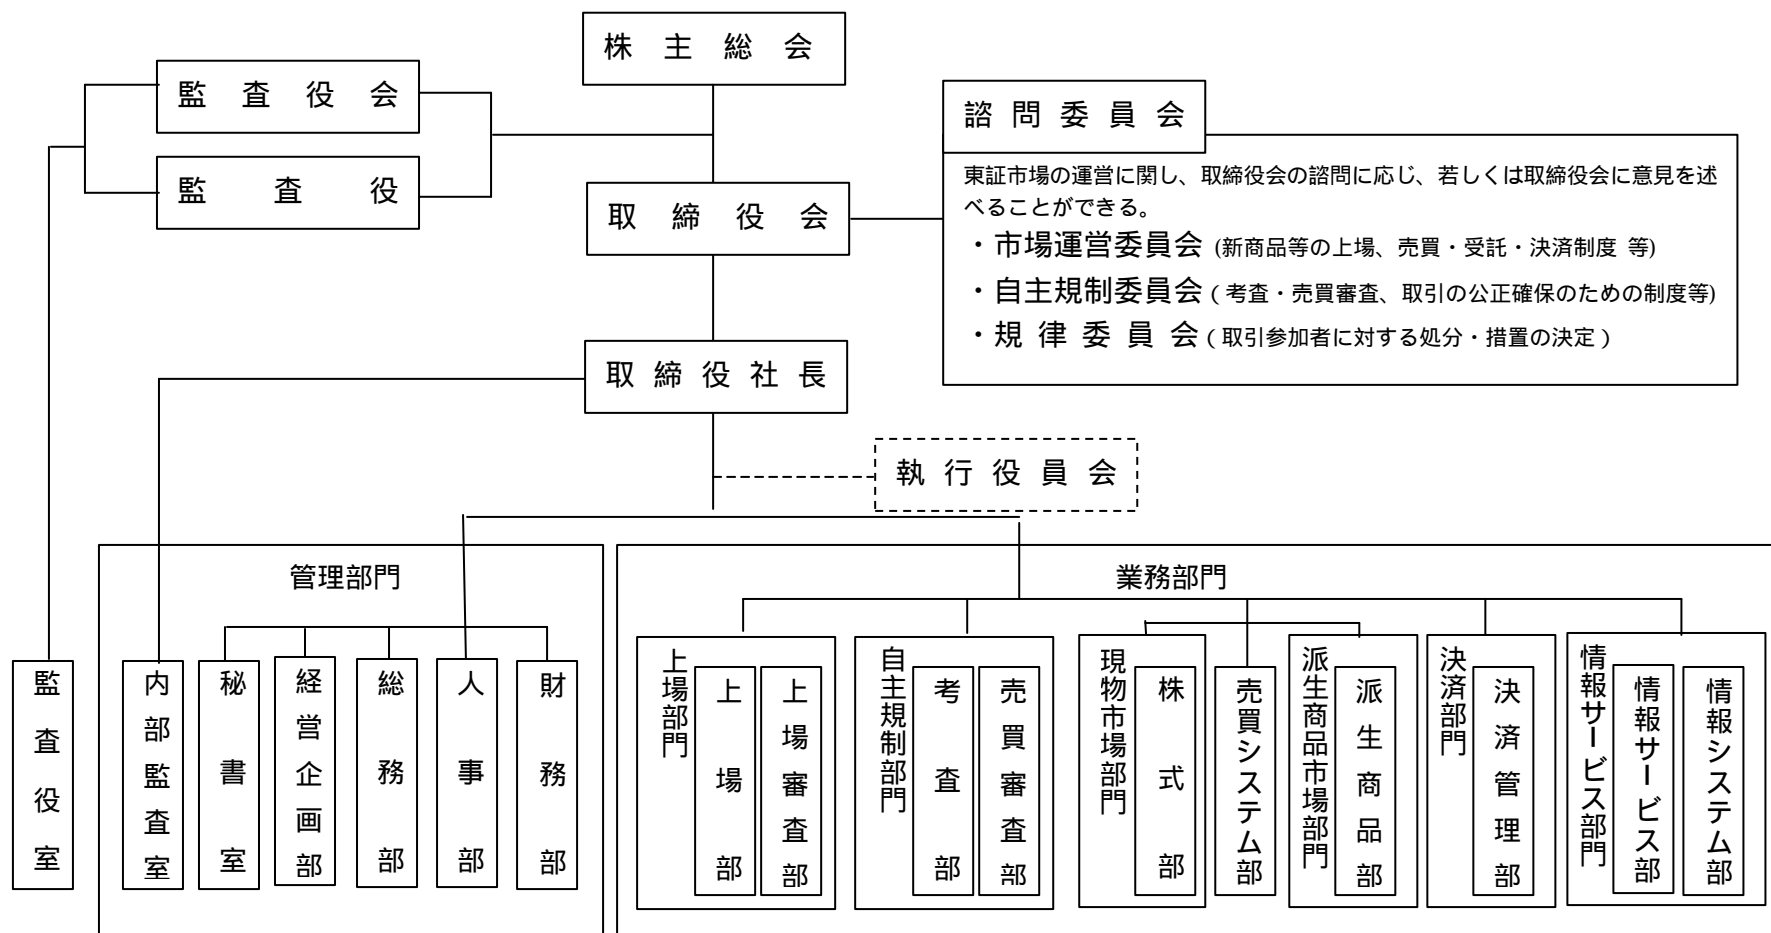 株主総会
監査役会
諮問委員会
監査役
東証市場の運営に関し、取締役会の諮問に応じ、若しくは取締役会に意見を述
べることができる。
取締役会
・市場運営委員会 (新商品等の上場、売買・受託・決済制度 等)
・自主規制委員会 ( 考査・売買審査、取引の公正確保のための制度等)
・規律委員会 ( 取引参加者に対する処分・措置の決定 )
取締役社長
執行役員会
管理部門
業務部門
監査役室
内部監査室
秘書室
経営企画部
総務部
人事部
財務部
上場部門
上場部
上場審査部
自主規制部門
考査部
売買審査部
現物市場部門
株式部
売買システム部
派生商品市場部門
派生商品部
決済部門
決済管理部
情報サービス部門
情報サービス部
情報システム部